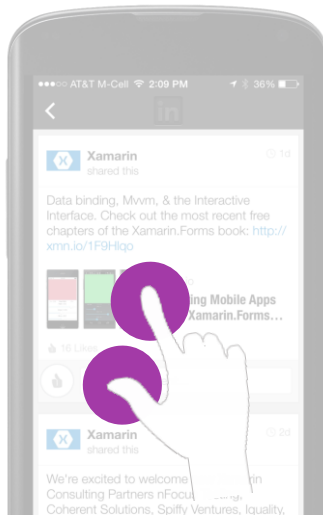 AT&T M-Cell 2:09 PM 36%
in
Xamarin 1d
shared this
Data binding, Mvvm, & the Interactive
Interface. Check out the most recent free
chapters of the Xamarin.Forms book: http://
xmn.io/1F9Hlqo
ing Mobile Apps
Xamarin.Forms...
16 Likes
Xamarin 2d
shared this
We're excited to welcome
Consulting Partners nFocu
Coherent Solutions, Spiffy Ventures, Iquality,